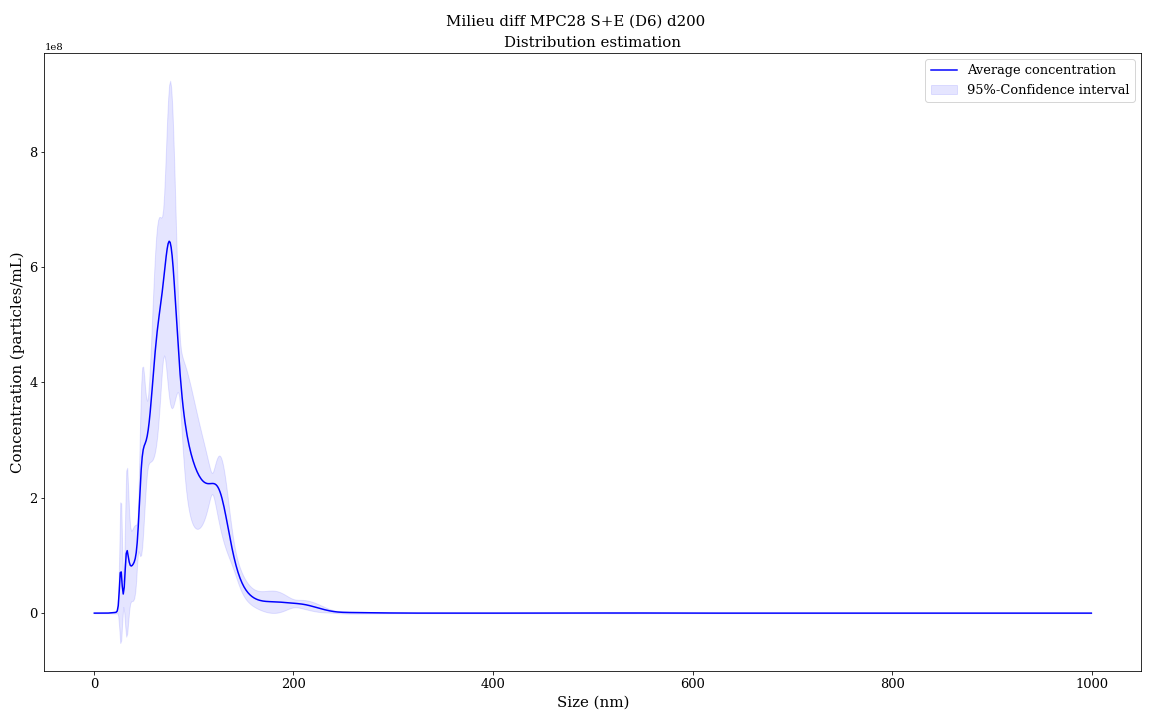 Milieu diff MPC28 S+E (D6) d200
Distribution estimation
1e8
Average concentration
95%-Confidence interval
8
6
4
2
0
Concentration (particles/mL)
0 200 400 600 800 1000
Size (nm)